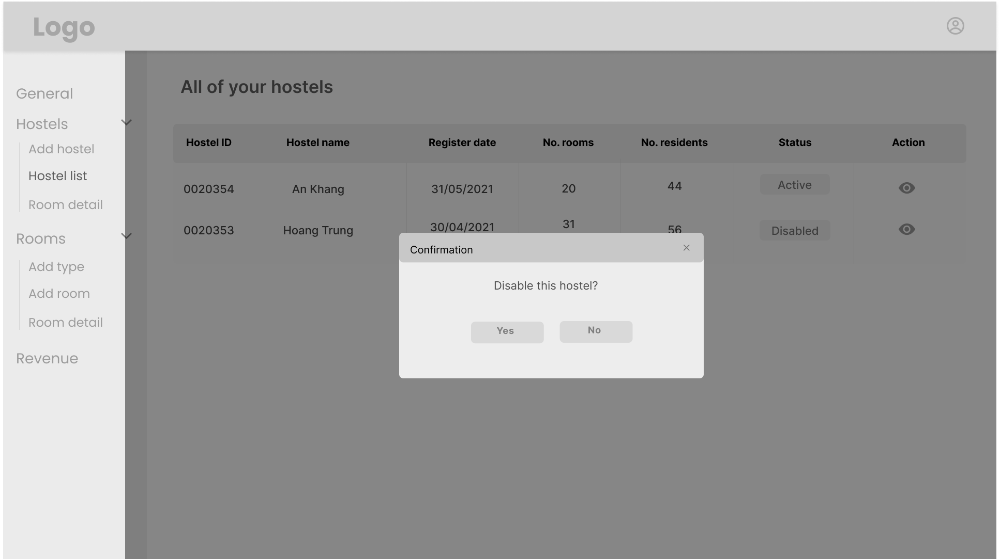 Logo
General
Hostels
Add hostel
Hostel list
Room detail
Rooms
Add type
Add room
Room detail
Revenue
All of your hostels
Hostel ID Hostel name Register date No. rooms No. residents Status Action
0020354 An Khang 31/05/2021 20 44 Active
0020353 Hoang Trung 30/04/2021 31 56 Disabled
Confirmation
Disable this hostel?
Yes No